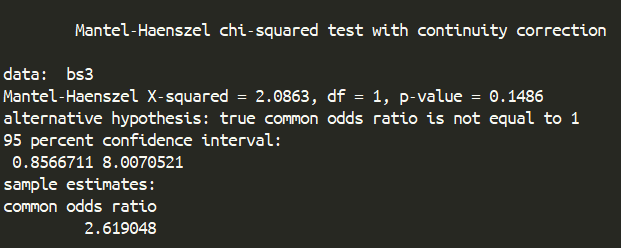 Mantel-Haenszel chi-squared test with continuity correction
data:  bs3
Mantel-Haenszel X-squared = 2.0863, df = 1, p-value = 0.1486
alternative hypothesis: true common odds ratio is not equal to 1
95 percent confidence interval:
0.8566711 8.0070521
sample estimates:
common odds ratio
2.619048